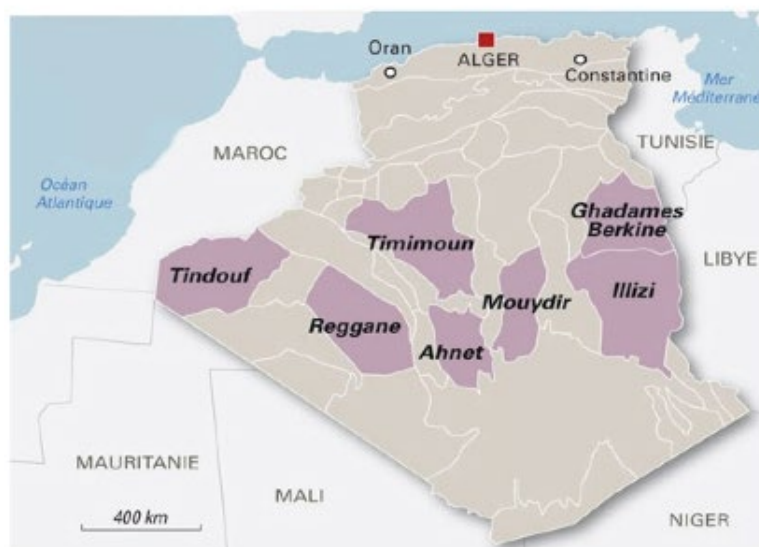 Oran
ALGER
Constantine
Mer
Méditerrané
TUNISIE
MAROC
Océan
Atlantique
Ghadames
Berkine
Timimoun
LIBYE
Tindouf
Mouydir
Illizi
Reggane
Ahnet
MAURITANIE
MALI
400 km
NIGER